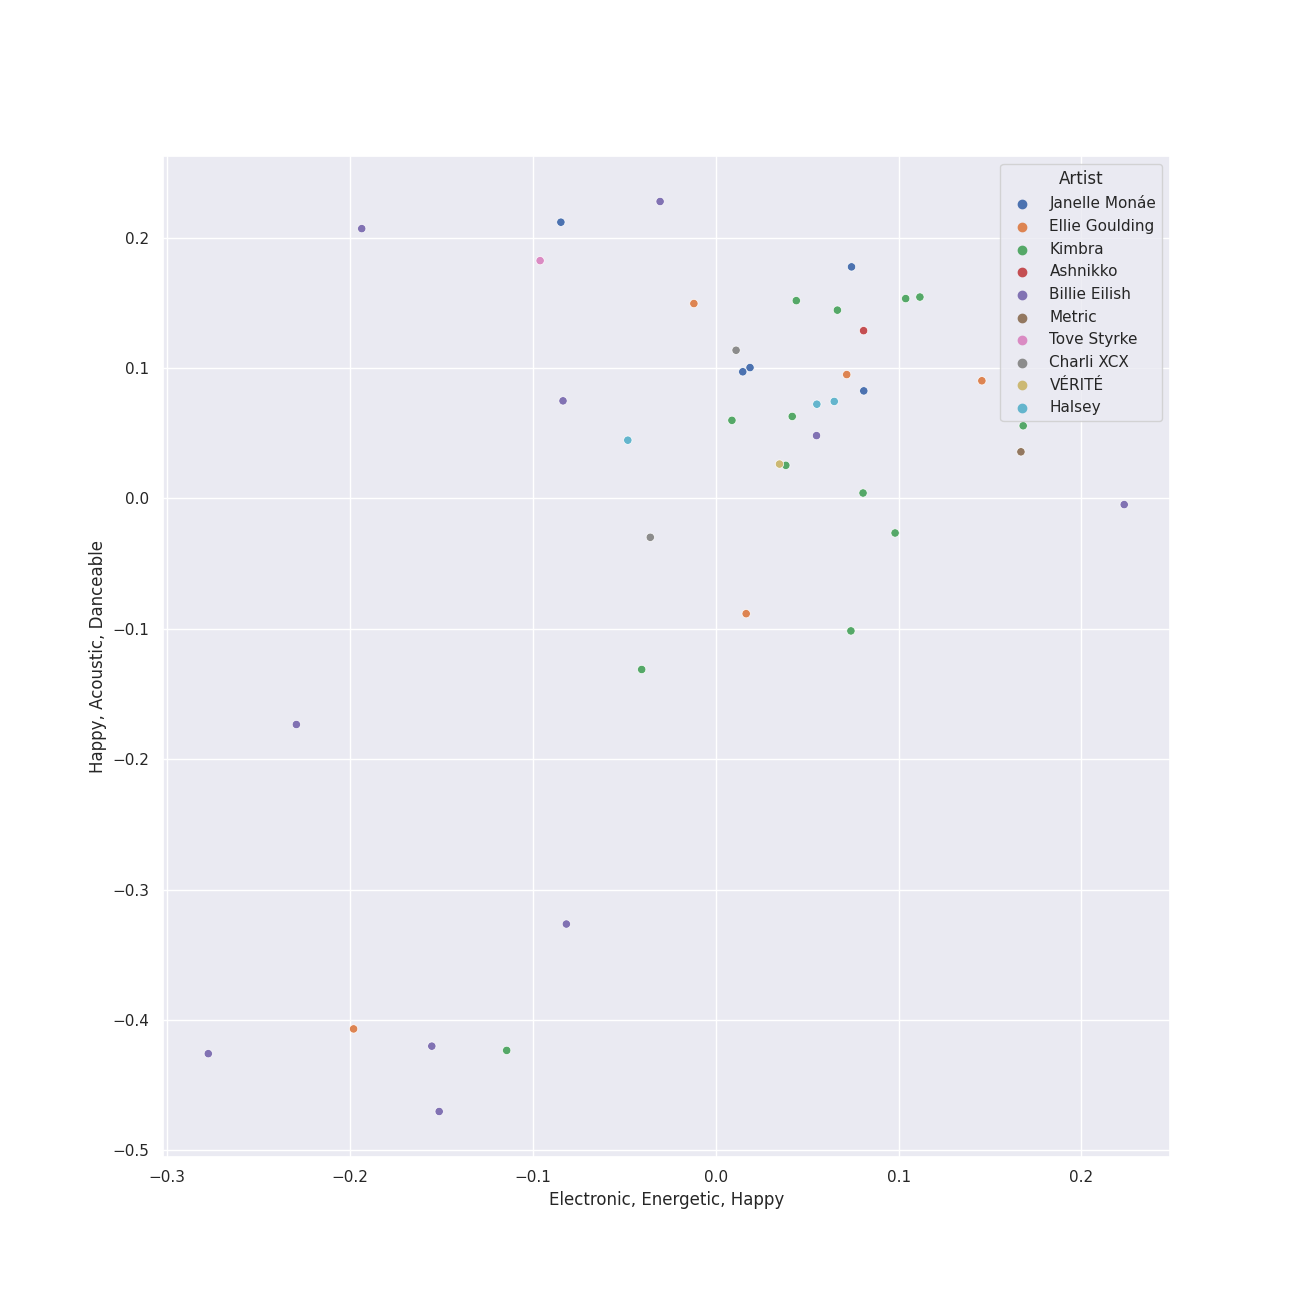 Artist
Janelle Monáe
Ellie Goulding
Kimbra
Ashnikko
Billie Eilish
Metric
Tove Styrke
Charli XCX
VÉRITÉ
Halsey
0.2
0.1
0.0
−0.1
−0.2
−0.3
−0.4
−0.5
Happy, Acoustic, Danceable
−0.3
−0.2
−0.1
0.0
0.1
0.2
Electronic, Energetic, Happy